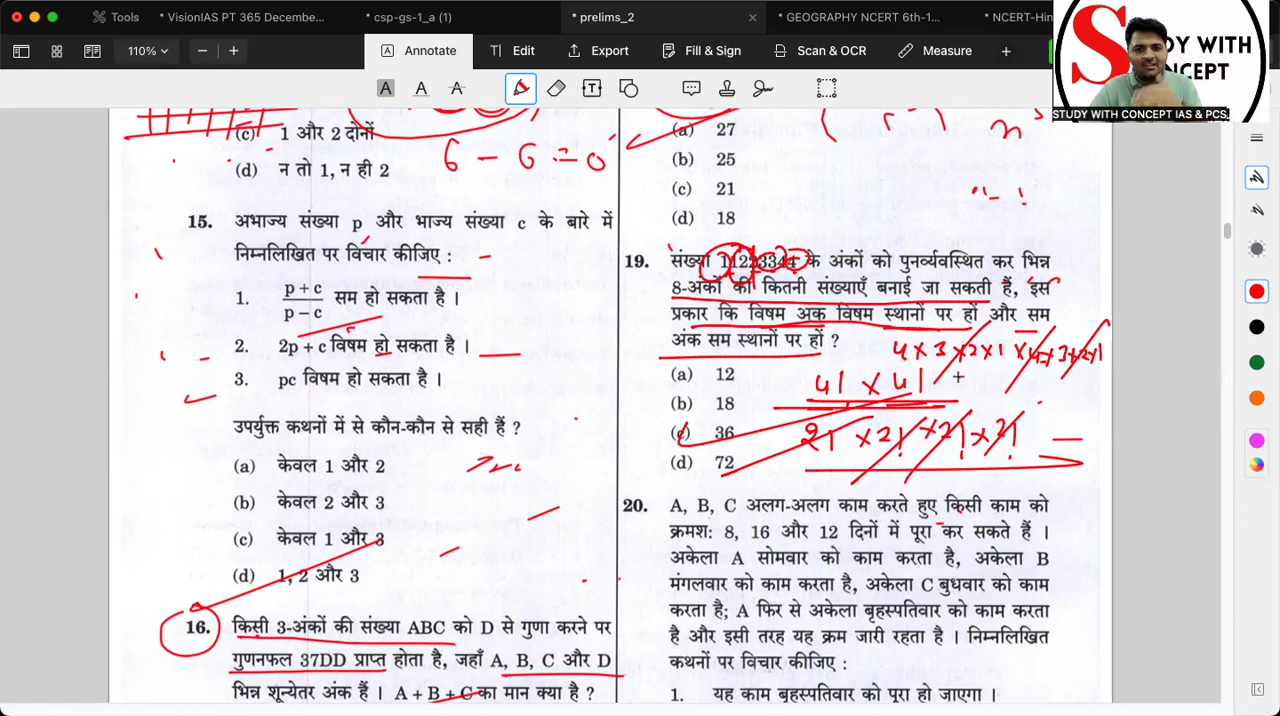 Tools
VisionIAS PT 365 Decembe...
csp-gs-1_a (1)
* prelims_2
* GEOGRAPHY NCERT 6th-1...
* NCERT-Hin
110%
Annotate
Edit
Export
Fill & Sign
Scan & OCR
Measure
STUDY WITH
CONCEPT
STUDY WITH CONCEPT IAS & PCS
(c) 1 और 2 दोनों
(d) न तो 1, न ही 2
6 - 6 = 0
15. अभाज्य संख्या p और भाज्य संख्या c के बारे में
निम्नलिखित पर विचार कीजिए :
1. p + c / p – c सम हो सकता है ।
2. 2p + c विषम हो सकता है ।
3. pc विषम हो सकता है ।
उपर्युक्त कथनों में से कौन-कौन से सही हैं ?
(a) केवल 1 और 2
(b) केवल 2 और 3
(c) केवल 1 और 3
(d) 1, 2 और 3
16. किसी 3-अंकों की संख्या ABC को D से गुणा करने पर
गुणनफल 37DD प्राप्त होता है, जहाँ A, B, C और D
भिन्न शून्येतर अंक हैं । A + B + C का मान क्या है ?
(a) 27
(b) 25
(c) 21
(d) 18
19. संख्या 11223344 के अंकों को पुनर्व्यवस्थित कर भिन्न
8-अंकों की कितनी संख्याएँ बनाई जा सकती हैं, इस
प्रकार कि विषम अंक विषम स्थानों पर हों और सम
अंक सम स्थानों पर हों ?
4 x 3 x 2 x 1 x 4 x 3 x 2 x 1
(a) 12
4! x 4!
(b) 18
(c) 36
2! x 2! x 2! x 2!
(d) 72
20. A, B, C अलग-अलग काम करते हुए किसी काम को
क्रमश: 8, 16 और 12 दिनों में पूरा कर सकते हैं ।
अकेला A सोमवार को काम करता है, अकेला B
मंगलवार को काम करता है, अकेला C बुधवार को काम
करता है; A फिर से अकेला बृहस्पतिवार को काम करता
है और इसी तरह यह क्रम जारी रहता है । निम्नलिखित
कथनों पर विचार कीजिए :
1. यह काम बृहस्पतिवार को पूरा हो जाएगा ।